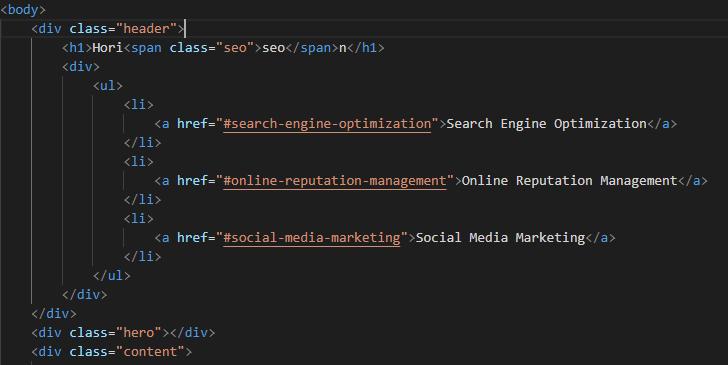 <body>
<div class="header">
<h1>Hori<span class="seo">seo</span>n</h1>
<div>
<ul>
<li>
<a href="#search-engine-optimization">Search Engine Optimization</a>
</li>
<li>
<a href="#online-reputation-management">Online Reputation Management</a>
</li>
<li>
<a href="#social-media-marketing">Social Media Marketing</a>
</li>
</ul>
</div>
</div>
<div class="hero"></div>
<div class="content">